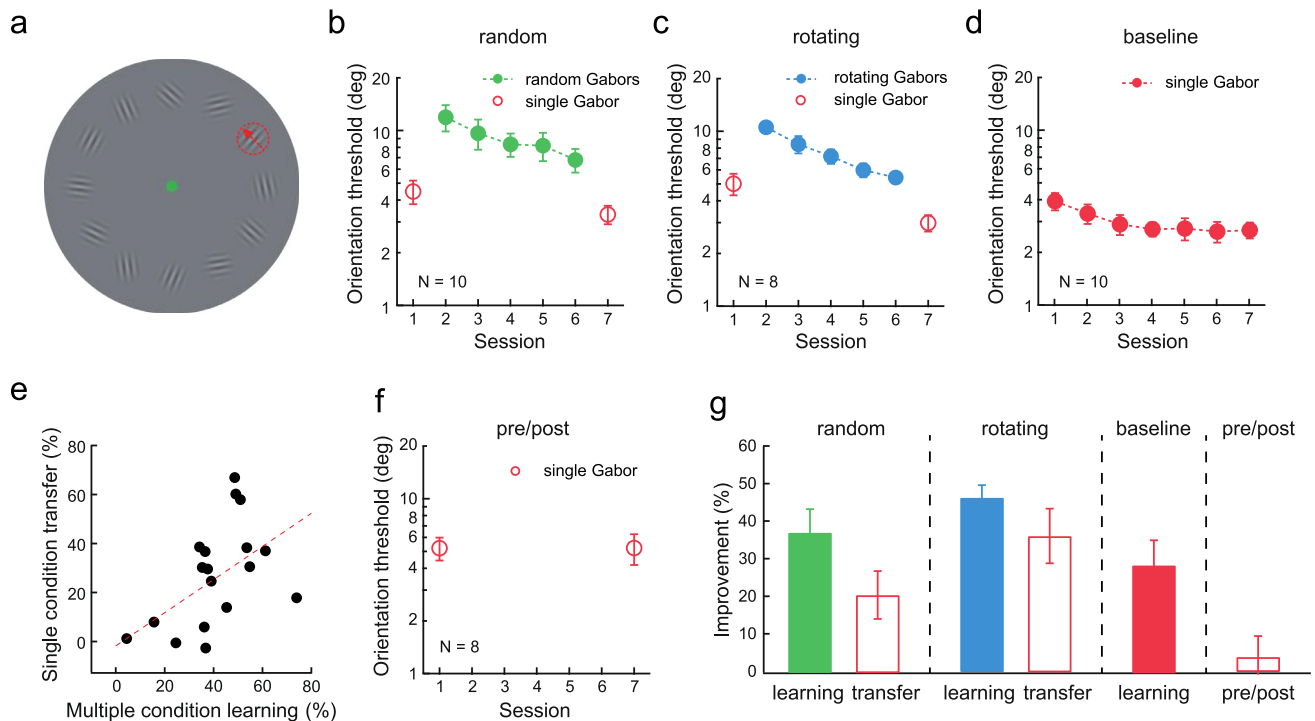 a
b
random
Orientation threshold (deg)
20
10
8
6
4
2
1
random Gabors
single Gabor
N = 10
1 2 3 4 5 6 7
Session
c
rotating
Orientation threshold (deg)
20
10
8
6
4
2
1
rotating Gabors
single Gabor
N = 8
1 2 3 4 5 6 7
Session
d
baseline
Orientation threshold (deg)
20
10
8
6
4
2
1
single Gabor
N = 10
1 2 3 4 5 6 7
Session
e
Single condition transfer (%)
80
60
40
20
0
0 20 40 60 80
Multiple condition learning (%)
f
pre/post
Orientation threshold (deg)
20
10
8
6
4
2
1
single Gabor
N = 8
1 2 3 4 5 6 7
Session
g
random rotating baseline pre/post
Improvement (%)
60
50
40
30
20
10
0
learning transfer learning transfer learning pre/post